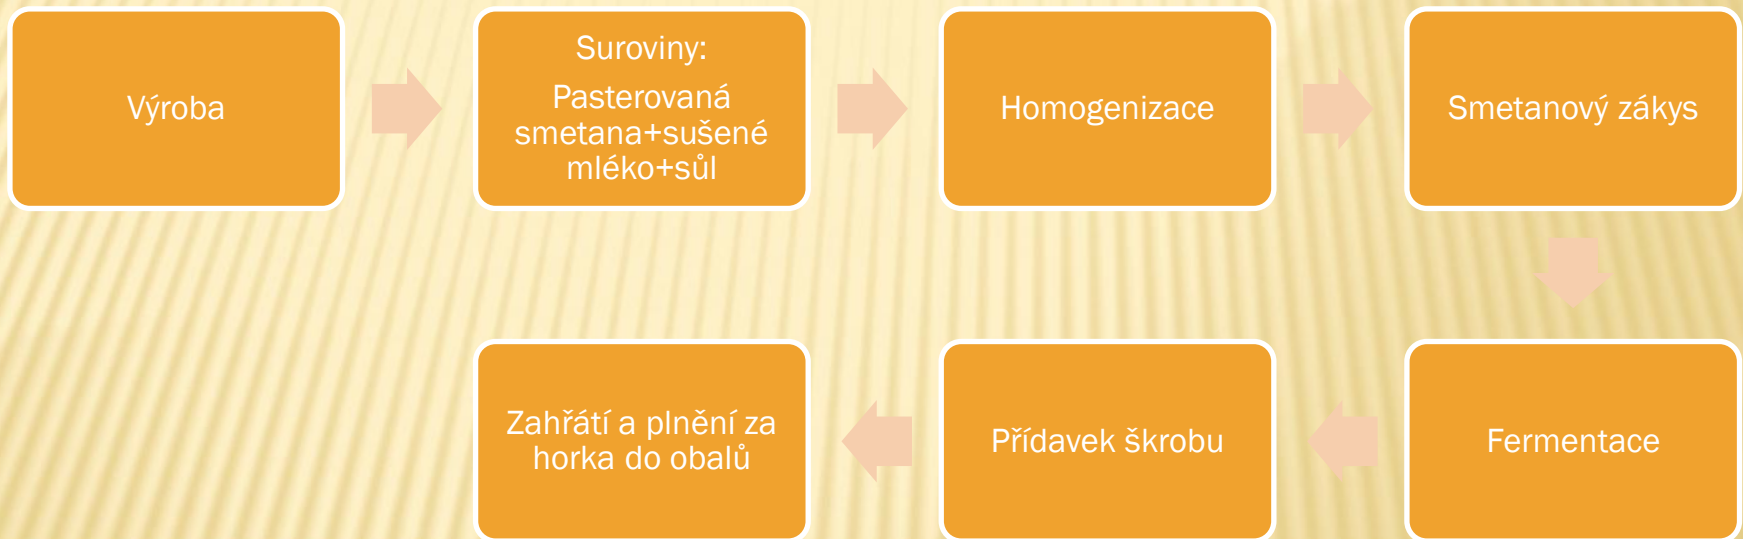 Výroba
Suroviny:
Pasterovaná
smetana+sušené
mléko+sůl
Homogenizace
Smetanový zákys
Fermentace
Přídavek škrobu
Zahřátí a plnění za
horka do obalů